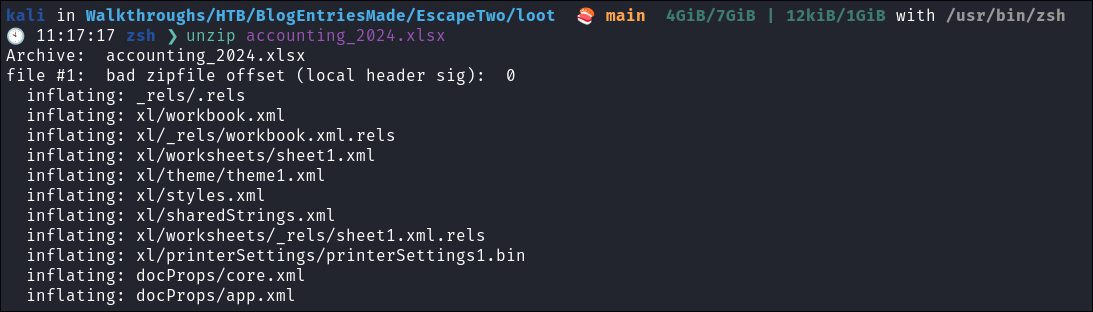 kali in Walkthroughs/HTB/BlogEntriesMade/EscapeTwo/loot 🍣 main 4GiB/7GiB | 12kiB/1GiB with /usr/bin/zsh
🕙 11:17:17 zsh ❯ unzip accounting_2024.xlsx
Archive:  accounting_2024.xlsx
file #1:  bad zipfile offset (local header sig):  0
  inflating: _rels/.rels
  inflating: xl/workbook.xml
  inflating: xl/_rels/workbook.xml.rels
  inflating: xl/worksheets/sheet1.xml
  inflating: xl/theme/theme1.xml
  inflating: xl/styles.xml
  inflating: xl/sharedStrings.xml
  inflating: xl/worksheets/_rels/sheet1.xml.rels
  inflating: xl/printerSettings/printerSettings1.bin
  inflating: docProps/core.xml
  inflating: docProps/app.xml